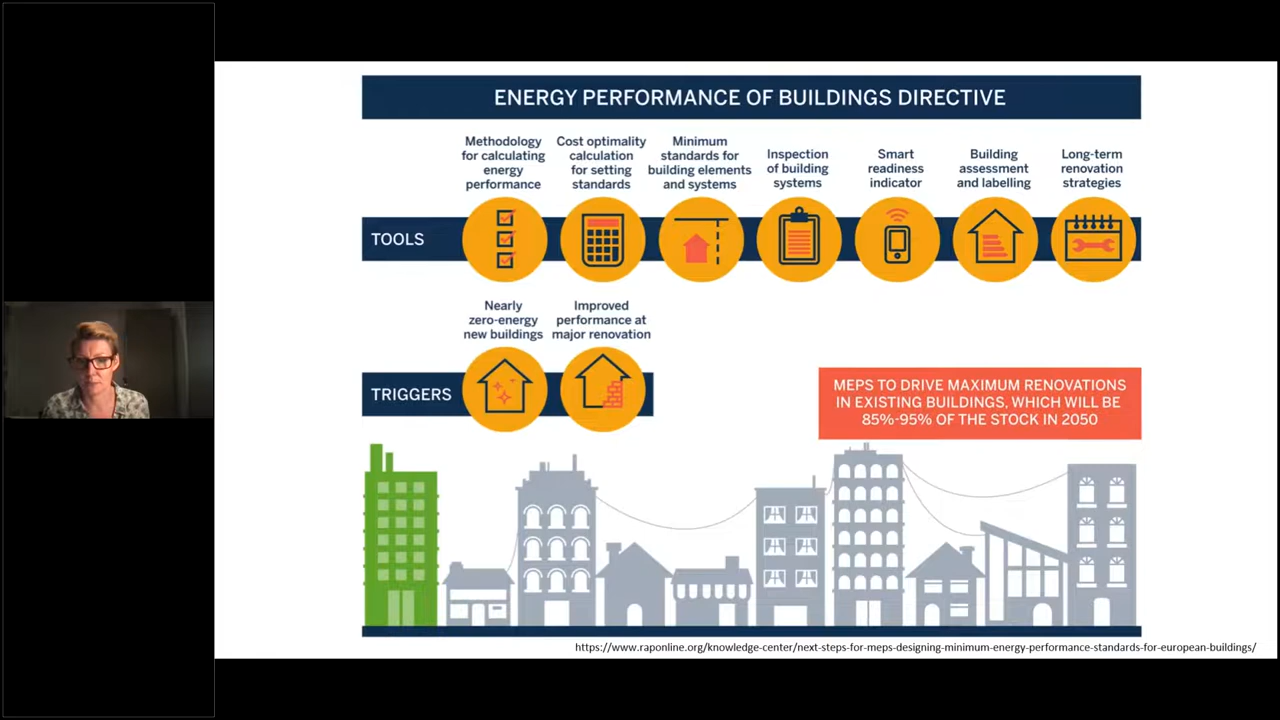 ENERGY PERFORMANCE OF BUILDINGS DIRECTIVE
Methodology
for calculating
energy
performance
Cost optimality
calculation
for setting
standards
Minimum
standards for
building elements
and systems
Inspection
of building
systems
Smart
readiness
indicator
Building
assessment
and labelling
Long-term
renovation
strategies
TOOLS
Nearly
zero-energy
new buildings
Improved
performance at
major renovation
TRIGGERS
MEPS TO DRIVE MAXIMUM RENOVATIONS
IN EXISTING BUILDINGS, WHICH WILL BE
85%-95% OF THE STOCK IN 2050
https://www.raponline.org/knowledge-center/next-steps-for-meps-designing-minimum-energy-performance-standards-for-european-buildings/